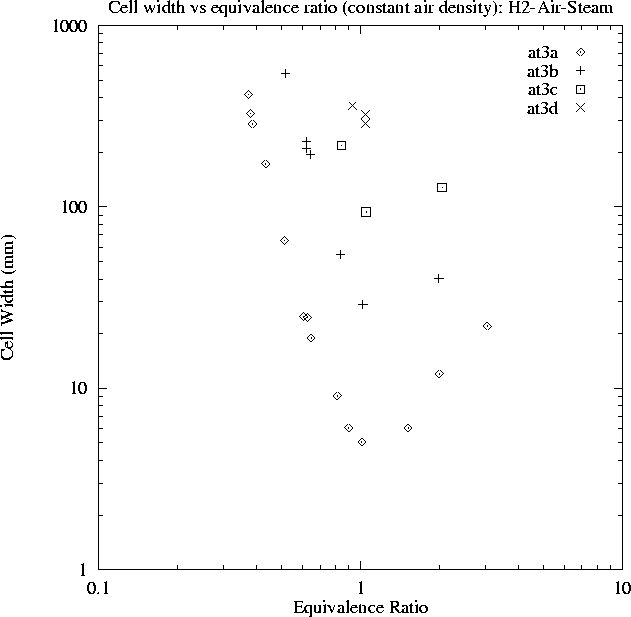 Cell width vs equivalence ratio (constant air density): H2-Air-Steam
1000
at3a
at3b
at3c
at3d
100
Cell Width (mm)
10
1
0.1
1
10
Equivalence Ratio